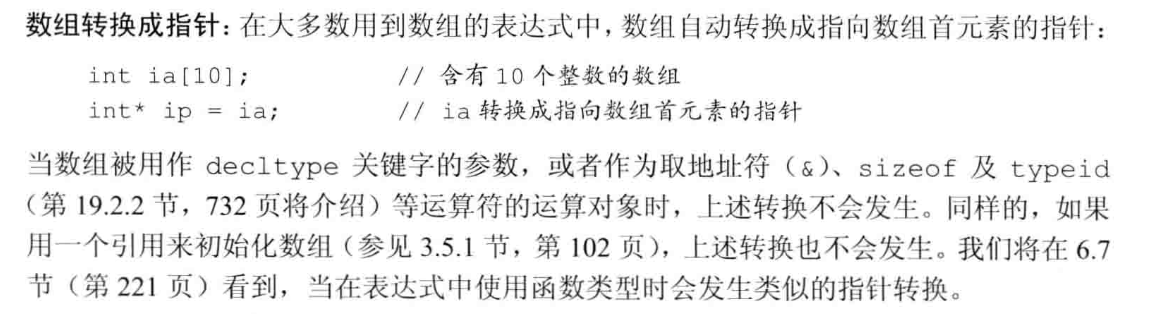 数组转换成指针：在大多数用到数组的表达式中，数组自动转换成指向数组首元素的指针：
int ia[10];    // 含有 10 个整数的数组
int* ip = ia;    // ia 转换成指向数组首元素的指针
当数组被用作 decltype 关键字的参数，或者作为取地址符（&）、sizeof 及 typeid
（第 19.2.2 节，732 页将介绍）等运算符的运算对象时，上述转换不会发生。同样的，如果
用一个引用来初始化数组（参见 3.5.1 节，第 102 页），上述转换也不会发生。我们将在 6.7
节（第 221 页）看到，当在表达式中使用函数类型时会发生类似的指针转换。